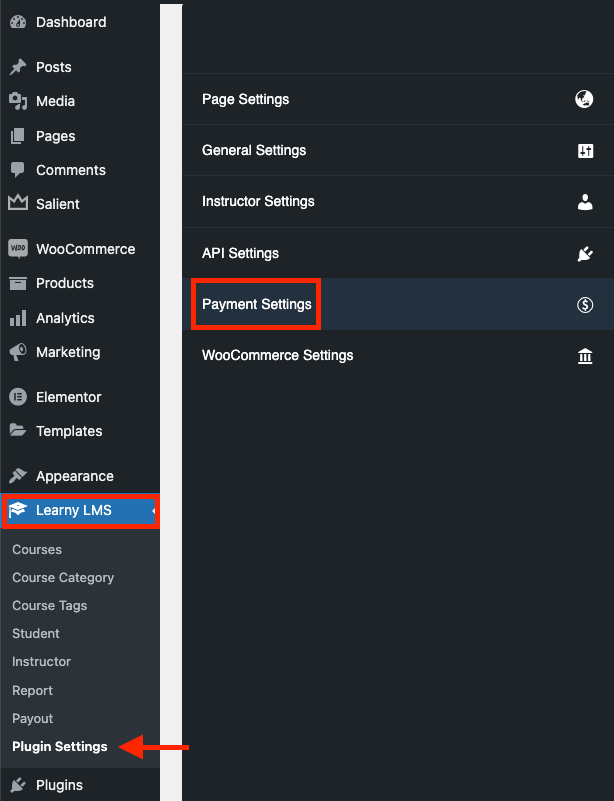 Dashboard
Posts
Media
Pages
Comments
Salient
WOO WooCommerce
Products
Analytics
Marketing
Elementor
Templates
Appearance
Learny LMS
Courses
Course Category
Course Tags
Student
Instructor
Report
Payout
Plugin Settings
Plugins
Page Settings
General Settings
Instructor Settings
API Settings
Payment Settings
WooCommerce Settings